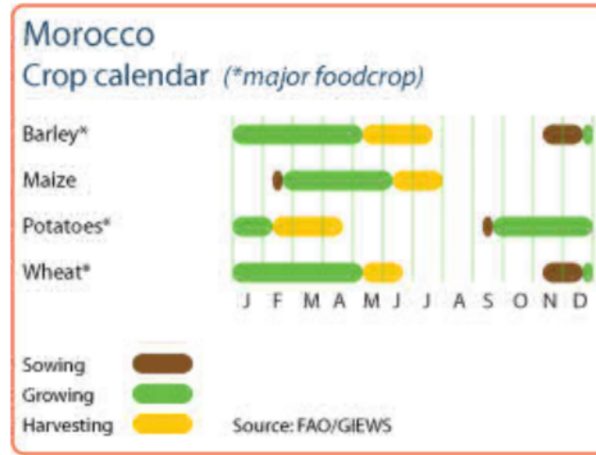 Morocco
Crop calendar (*major foodcrop)
Barley*
Maize
Potatoes*
Wheat*
J F M A M J J A S O N D
Sowing
Growing
Harvesting
Source: FAO/GIEWS